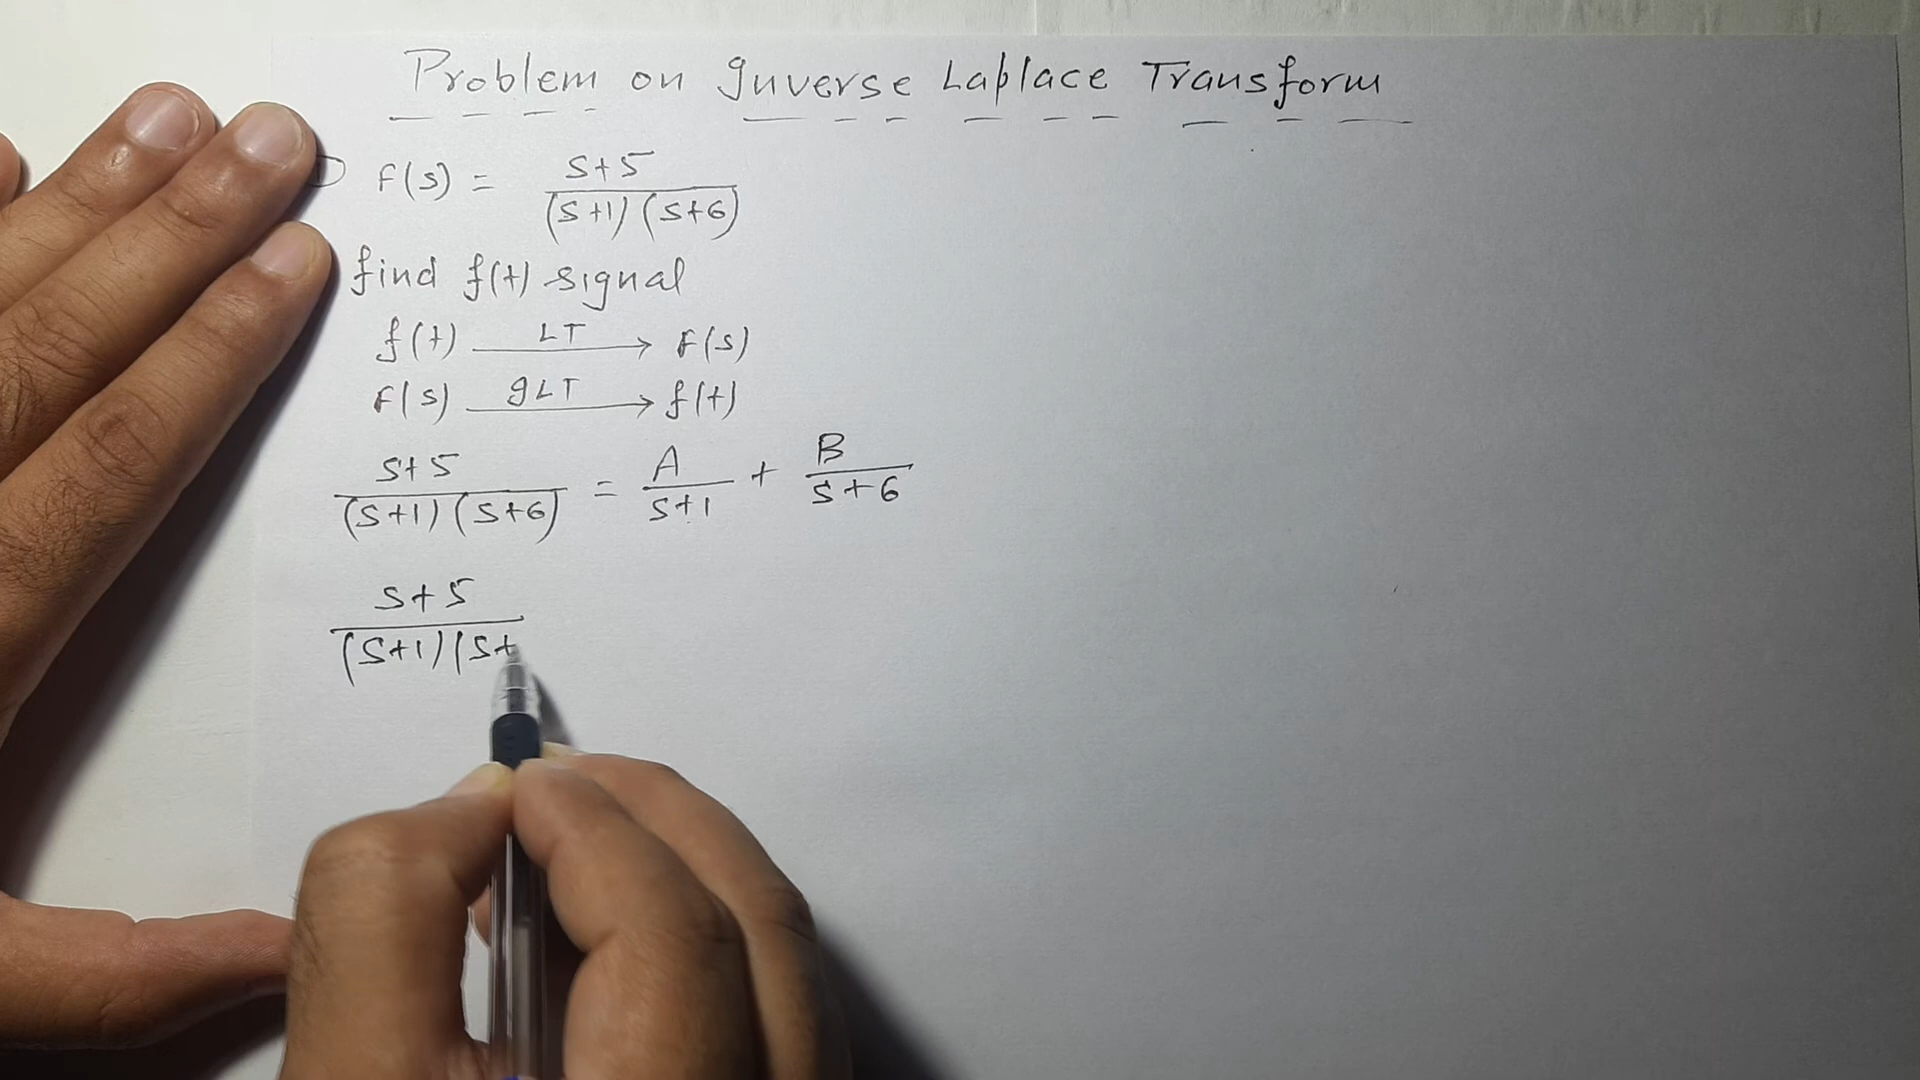 Problem on Inverse Laplace Transform
F(s) = s+5 / (s+1)(s+6)
find f(t) signal
f(t) LT → F(s)
F(s) ILT → f(t)
s+5 / (s+1)(s+6) = A / s+1 + B / s+6
s+5 / (s+1)(s+